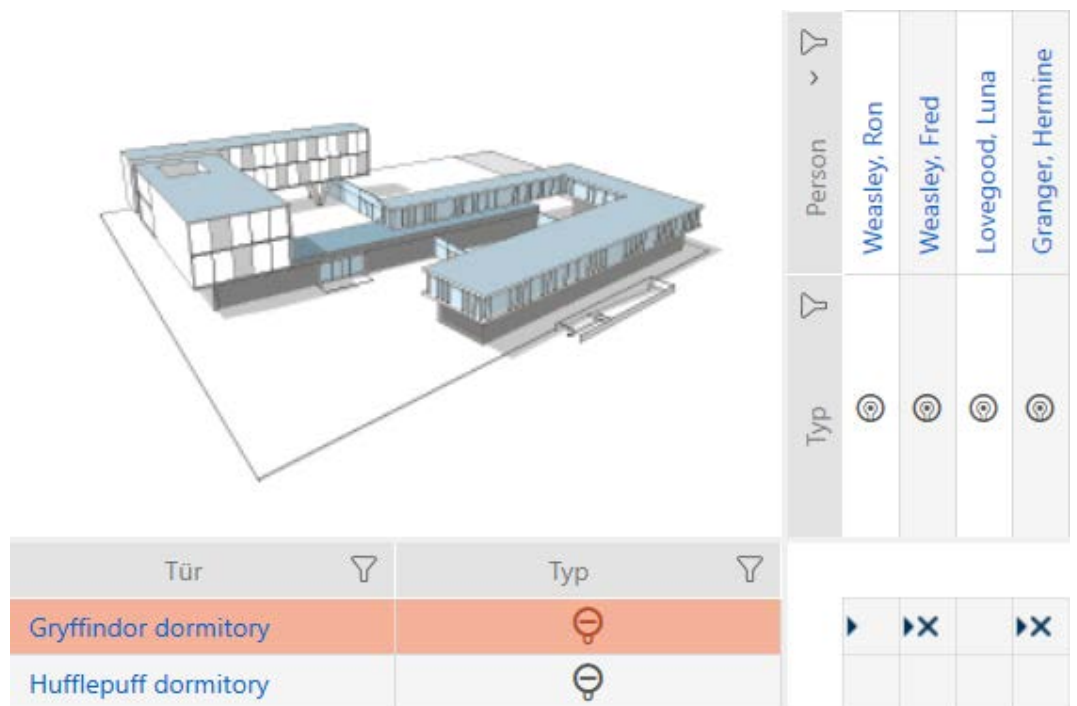 Person
Weasley, Ron
Weasley, Fred
Lovegood, Luna
Granger, Hermine
Typ
Tür
Typ
Gryffindor dormitory
Hufflepuff dormitory